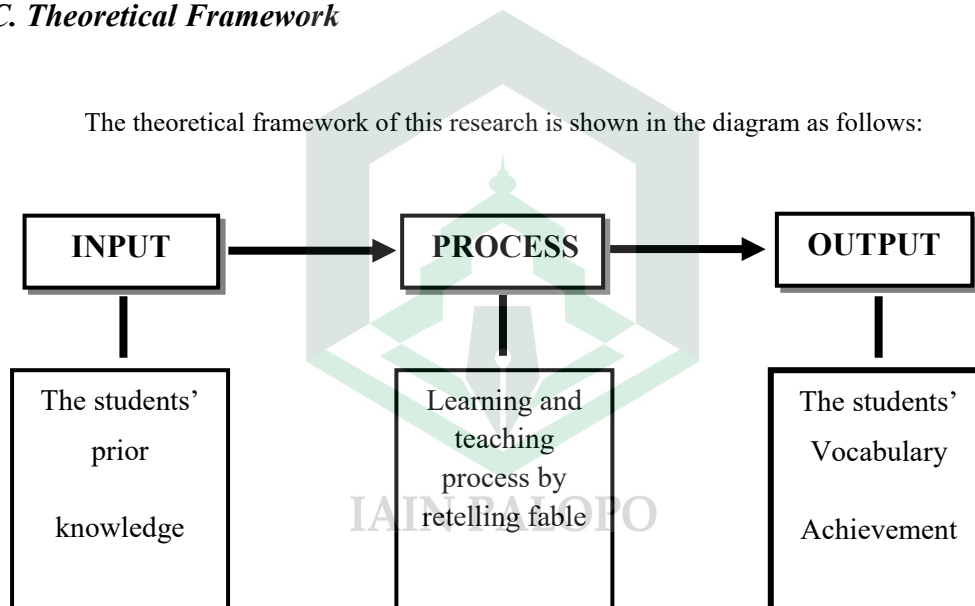 C. Theoretical Framework
The theoretical framework of this research is shown in the diagram as follows:
INPUT
PROCESS
OUTPUT
The students’
prior
knowledge
Learning and
teaching
process by
retelling fable
The students’
Vocabulary
Achievement
IAIN PALOPO